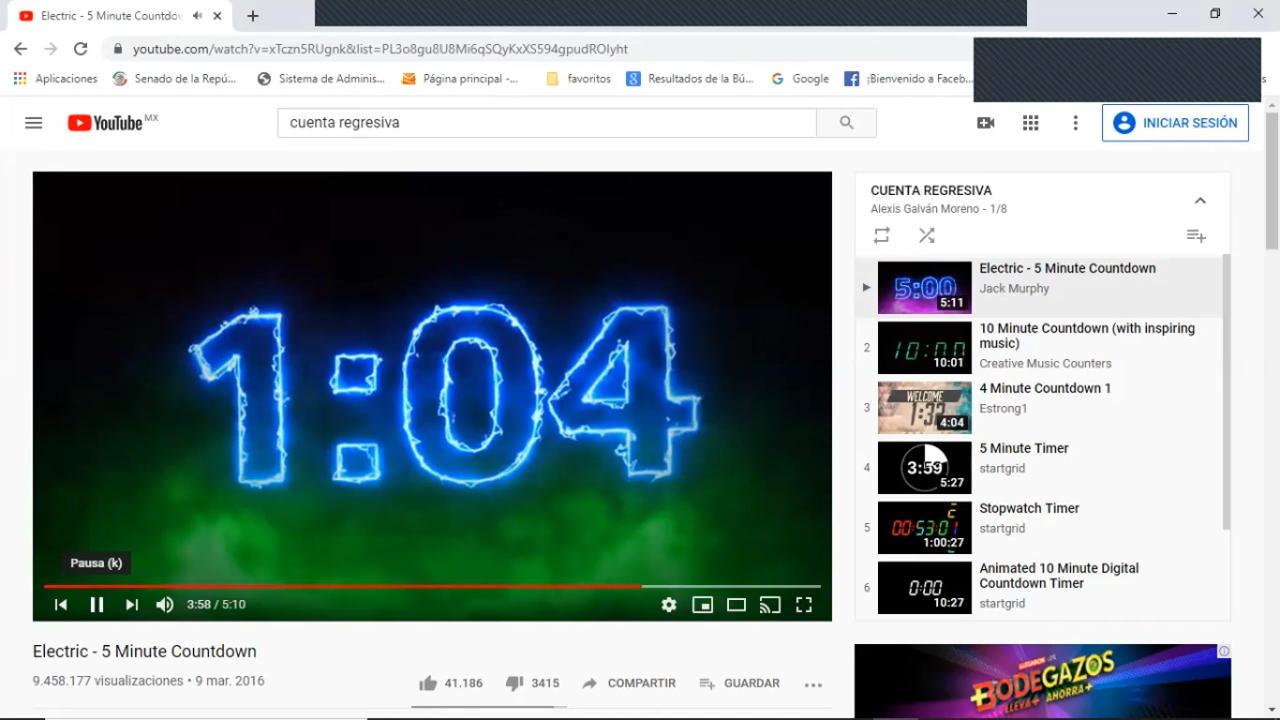 Electric - 5 Minute Countdow
youtube.com/watch?v=xTczn5RUgnk&list=PL3o8gu8U8Mi6qSQyKxXS594gpudROlyht
Aplicaciones
Senado de la Repú...
Sistema de Adminis...
Página principal -...
favoritos
Resultados de la Bú...
Google
¡Bienvenido a Faceb...
YouTube MX
cuenta regresiva
INICIAR SESIÓN
1:04
Pausa (k)
3:58 / 5:10
Electric - 5 Minute Countdown
9.458.177 visualizaciones • 9 mar. 2016
41.186
3415
COMPARTIR
GUARDAR
CUENTA REGRESIVA
Alexis Galván Moreno - 1/8
5:00
5:11
Electric - 5 Minute Countdown
Jack Murphy
2
10:01
10 Minute Countdown (with inspiring
music)
Creative Music Counters
3
WELCOME
4:04
4 Minute Countdown 1
Estrong1
4
3:59
5:27
5 Minute Timer
startgrid
5
00:53:01
1:00:27
Stopwatch Timer
startgrid
6
0:00
10:27
Animated 10 Minute Digital
Countdown Timer
startgrid
LLEGARON LOS
BODEGAZOS
LLEVA+ AHORRA+